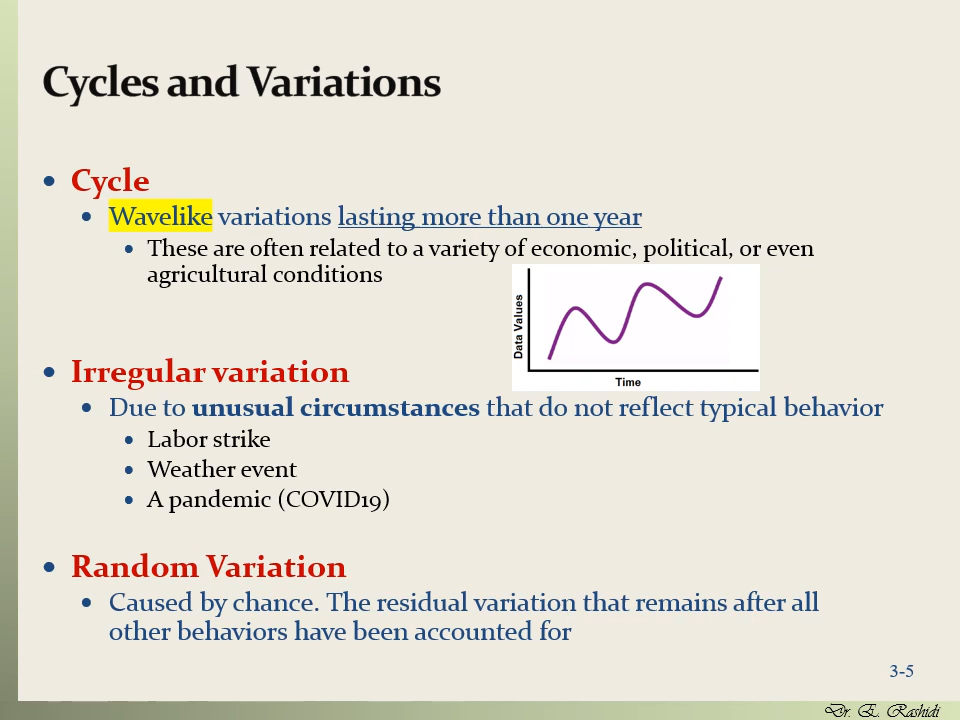 Cycles and Variations
• Cycle
• Wavelike variations lasting more than one year
• These are often related to a variety of economic, political, or even
agricultural conditions
Data Values
Time
• Irregular variation
• Due to unusual circumstances that do not reflect typical behavior
• Labor strike
• Weather event
• A pandemic (COVID19)
• Random Variation
• Caused by chance. The residual variation that remains after all
other behaviors have been accounted for
3-5
Dr. E. Rashidi